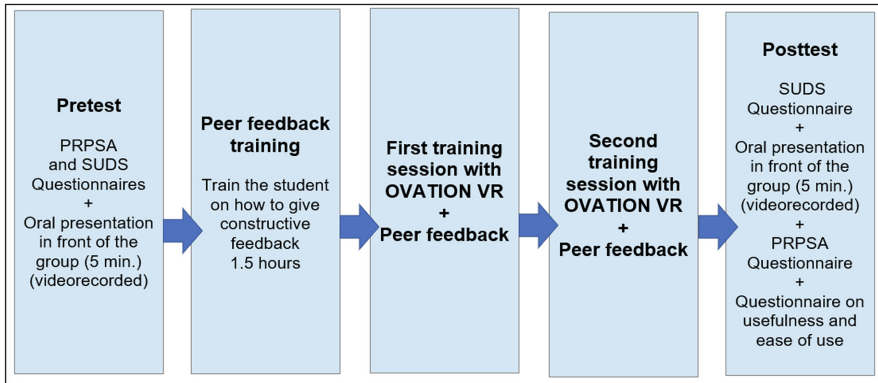 Pretest
PRPSA
and SUDS
Questionnaires
+
Oral presentation
in front of the
group (5 min.)
(videorecorded)
Peer feedback
training
Train the student
on how to give
constructive
feedback
1.5 hours
First training
session with
OVATION VR
+
Peer feedback
Second
training
session with
OVATION VR
+
Peer feedback
Posttest
SUDS
Questionnaire
+
Oral presentation
in front of the
group (5 min.)
(videorecorded)
+
PRPSA
Questionnaire
+
Questionnaire on
usefulness and
ease of use